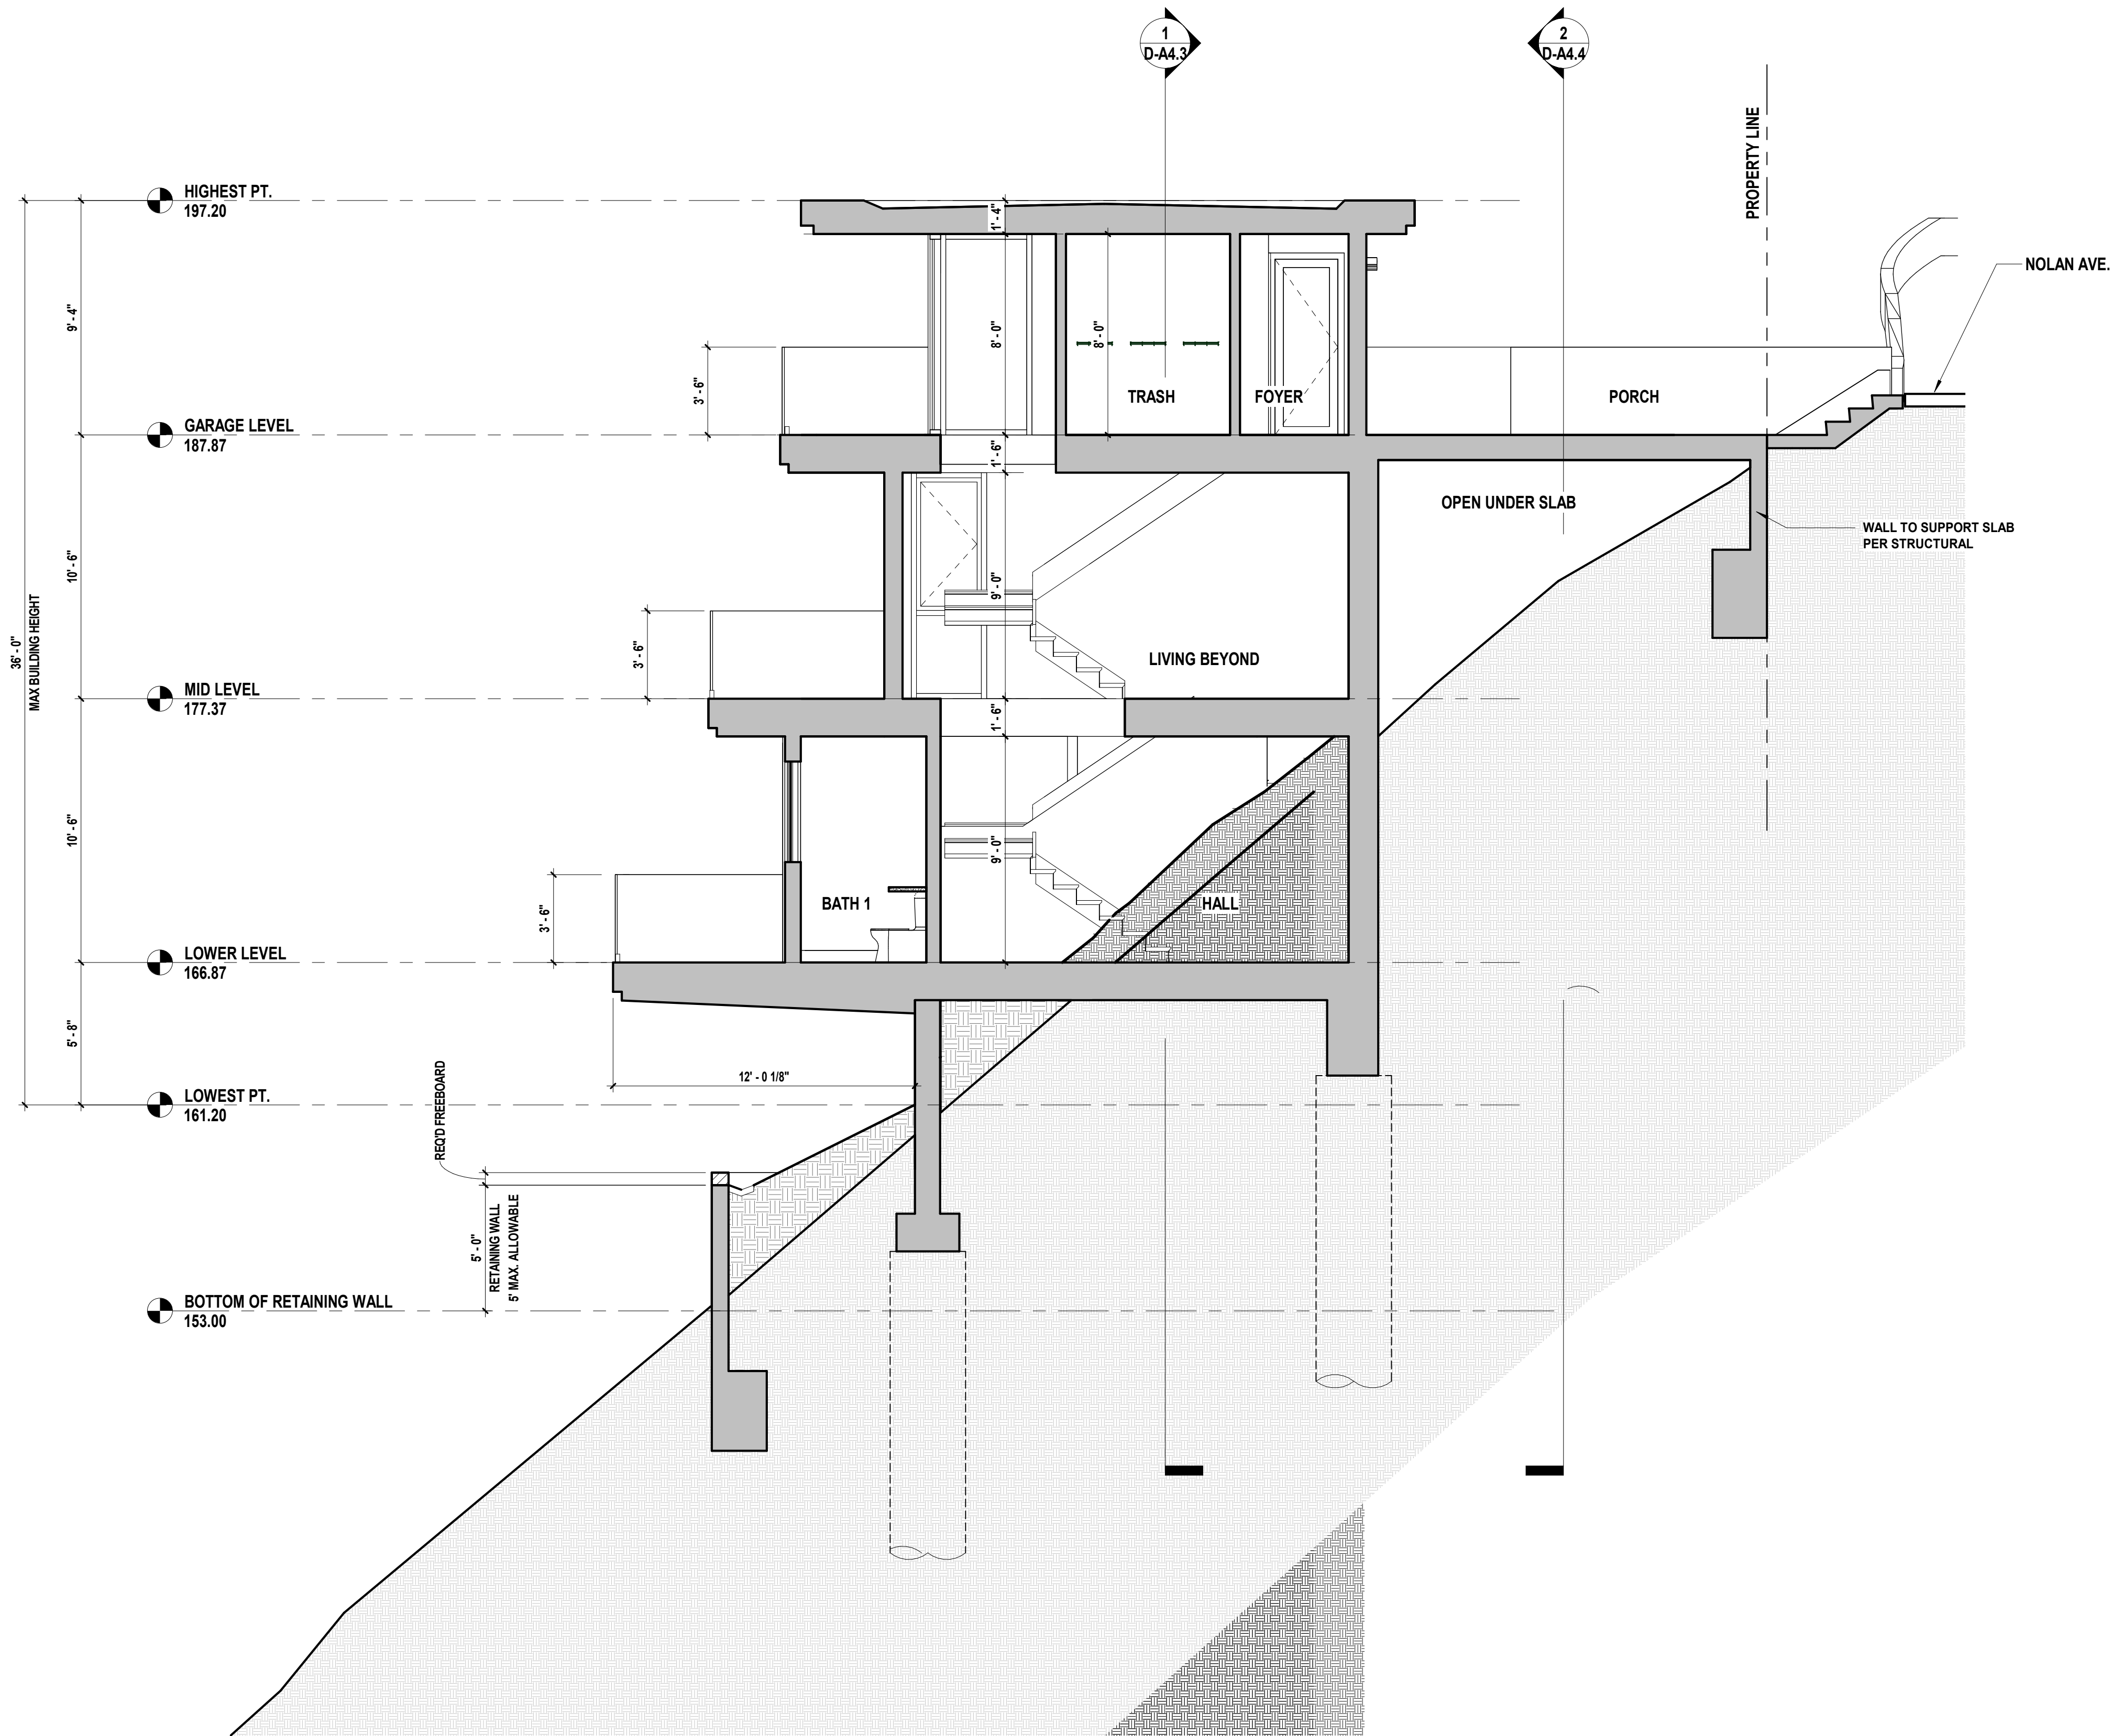 1
D-A4.3
2
D-A4.4
PROPERTY LINE
HIGHEST PT.
197.20
1' - 4"
NOLAN AVE.
9' - 4"
8' - 0"
8' - 0"
3' - 6"
TRASH
FOYER
PORCH
GARAGE LEVEL
187.87
1' - 6"
OPEN UNDER SLAB
WALL TO SUPPORT SLAB
PER STRUCTURAL
10' - 6"
9' - 0"
36' - 0"
MAX BUILDING HEIGHT
3' - 6"
LIVING BEYOND
MID LEVEL
177.37
1' - 6"
10' - 6"
9' - 0"
3' - 6"
BATH 1
HALL
LOWER LEVEL
166.87
5' - 8"
12' - 0 1/8"
LOWEST PT.
161.20
REQ'D FREEBOARD
5' - 0"
RETAINING WALL
5' MAX. ALLOWABLE
BOTTOM OF RETAINING WALL
153.00